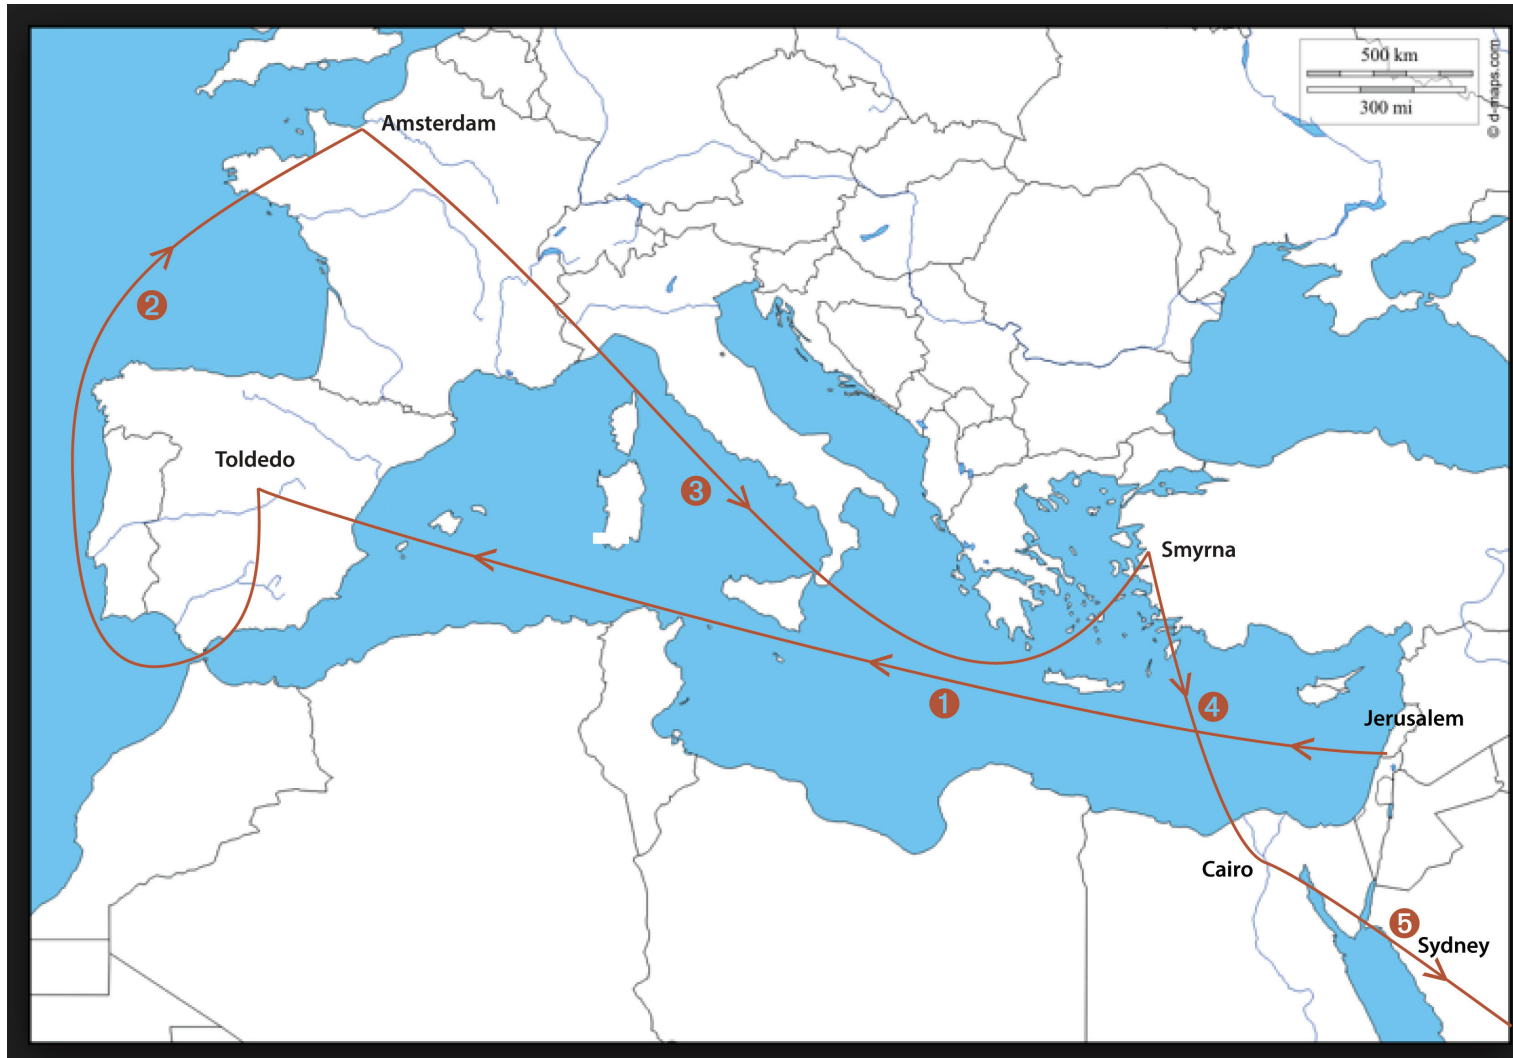 500 km
300 mi
© d-maps.com
Amsterdam
2
Toldedo
3
Smyrna
1
4
Jerusalem
Cairo
5
Sydney